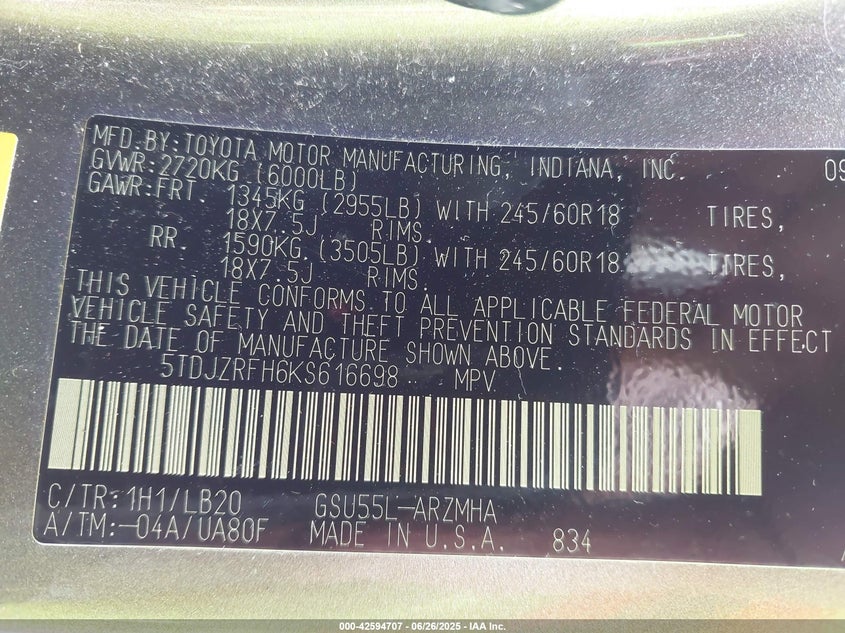 MFD.BY:TOYOTA MOTOR MANUFACTURING, INDIANA, INC. 09
GVWR:2720KG (6000LB)
GAWR:FRT. 1345KG (2955LB) WITH 245/60R18 TIRES,
18X7.5J RIMS.
RR. 1590KG (3505LB) WITH 245/60R18 TIRES,
18X7.5J RIMS.
THIS VEHICLE CONFORMS TO ALL APPLICABLE FEDERAL MOTOR
VEHICLE SAFETY AND THEFT PREVENTION STANDARDS IN EFFECT
THE DATE OF MANUFACTURE SHOWN ABOVE.
5TDJZRFH6KS616698 MPV
C/TR:1H1/LB20 GSU55L-ARZMHA
A/TM:-04A/UA80F MADE IN U.S.A. 834
000-42594707 | 06/26/2025 | IAA Inc.